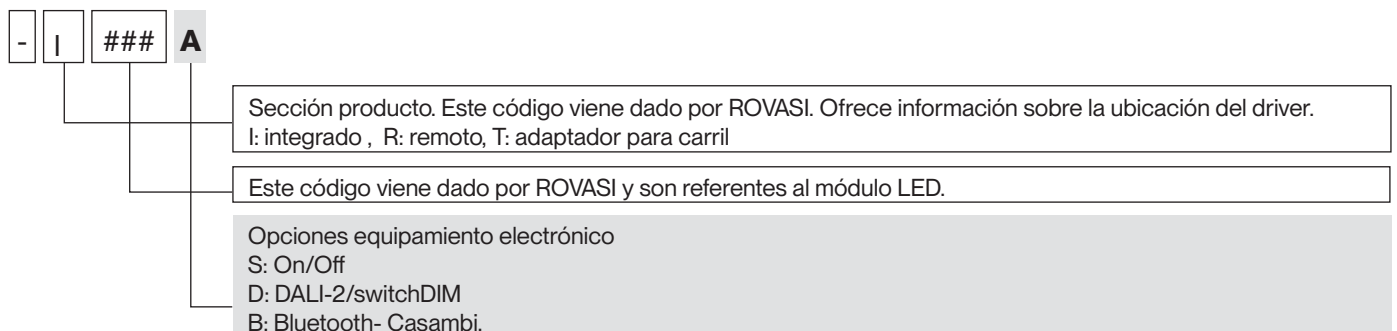 - I ### A
Sección producto. Este código viene dado por ROVASI. Ofrece información sobre la ubicación del driver.
I: integrado , R: remoto, T: adaptador para carril
Este código viene dado por ROVASI y son referentes al módulo LED.
Opciones equipamiento electrónico
S: On/Off
D: DALI-2/switchDIM
B: Bluetooth- Casambi.